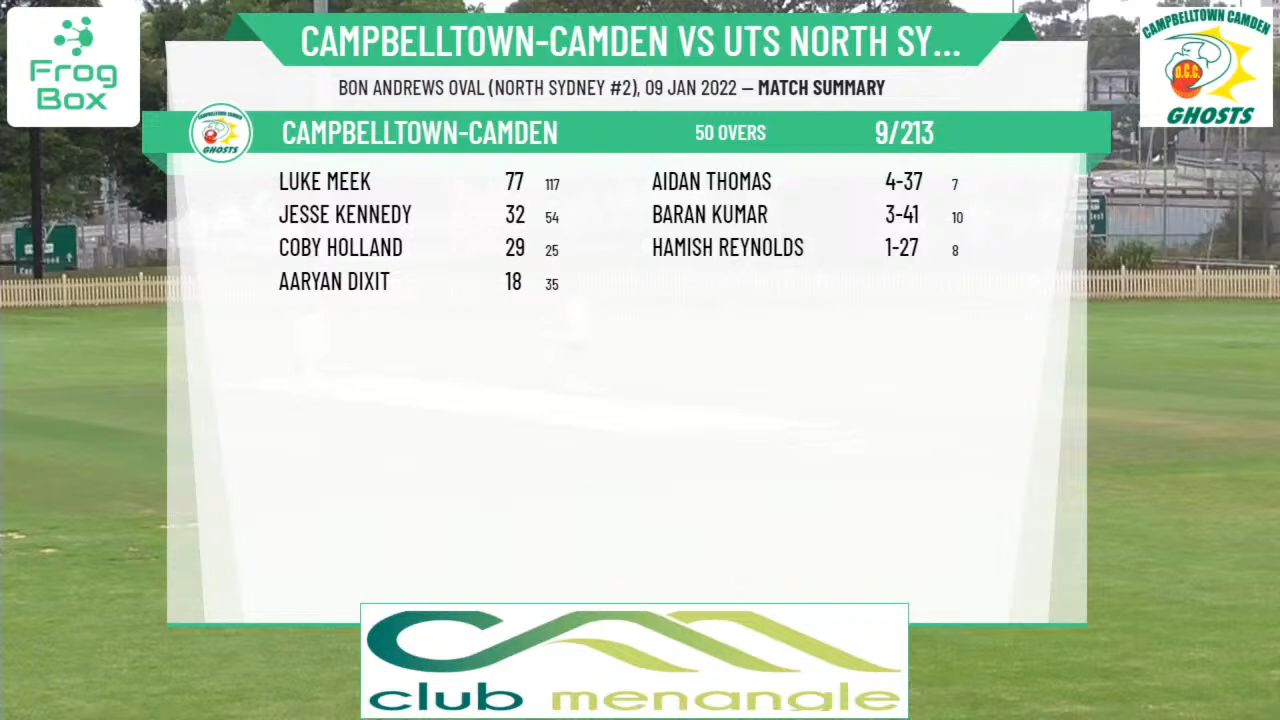 Frog
Box
CAMPBELLTOWN-CAMDEN VS UTS NORTH SY...
CAMPBELLTOWN CAMDEN
D.C.C.
GHOSTS
BON ANDREWS OVAL (NORTH SYDNEY #2), 09 JAN 2022 – MATCH SUMMARY
CAMPBELLTOWN CAMDEN
GHOSTS
CAMPBELLTOWN-CAMDEN 50 OVERS 9/213
LUKE MEEK 77 117 AIDAN THOMAS 4-37 7
JESSE KENNEDY 32 54 BARAN KUMAR 3-41 10
COBY HOLLAND 29 25 HAMISH REYNOLDS 1-27 8
AARYAN DIXIT 18 35
club menangle